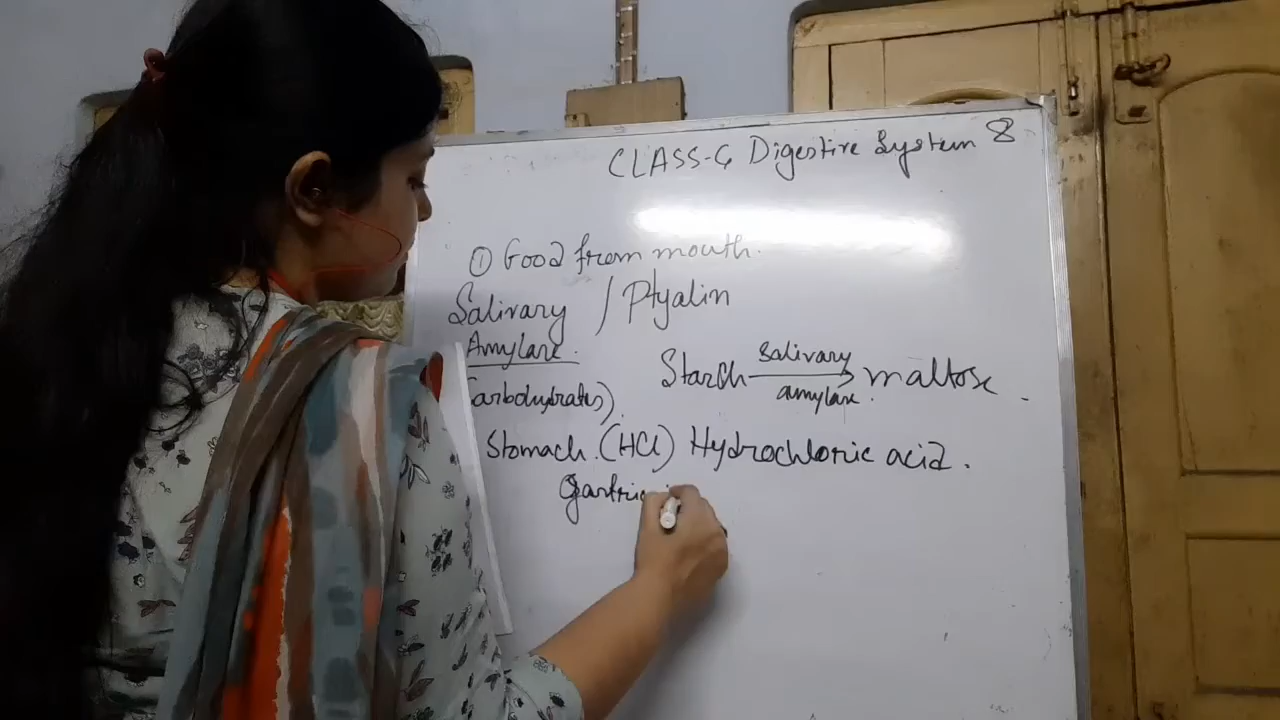 CLASS-6 Digestive System 8
① Good from mouth.
Salivary / Ptyalin
Amylase.
Starch salivary amylase. maltose.
Carbohydrates).
Stomach. (HCl) Hydrochloric acid.
Gastric